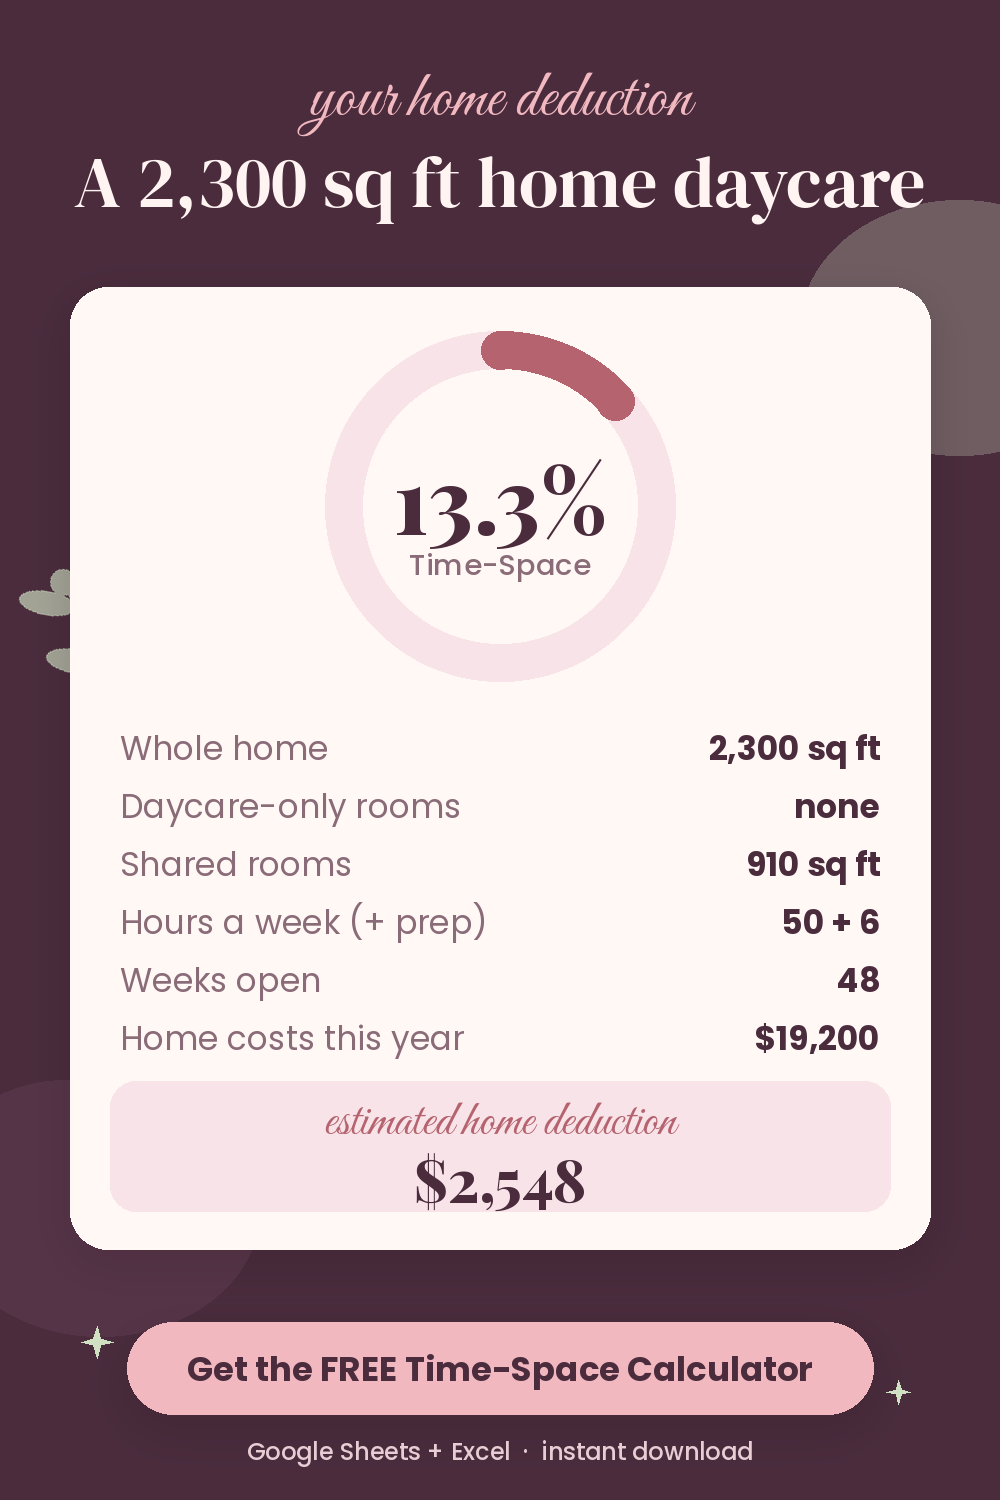 your home deduction
A 2,300 sq ft home daycare
13.3%
Time-Space
Whole home 2,300 sq ft
Daycare-only rooms none
Shared rooms 910 sq ft
Hours a week (+ prep) 50 + 6
Weeks open 48
Home costs this year $19,200
estimated home deduction
$2,548
Get the FREE Time-Space Calculator
Google Sheets + Excel · instant download